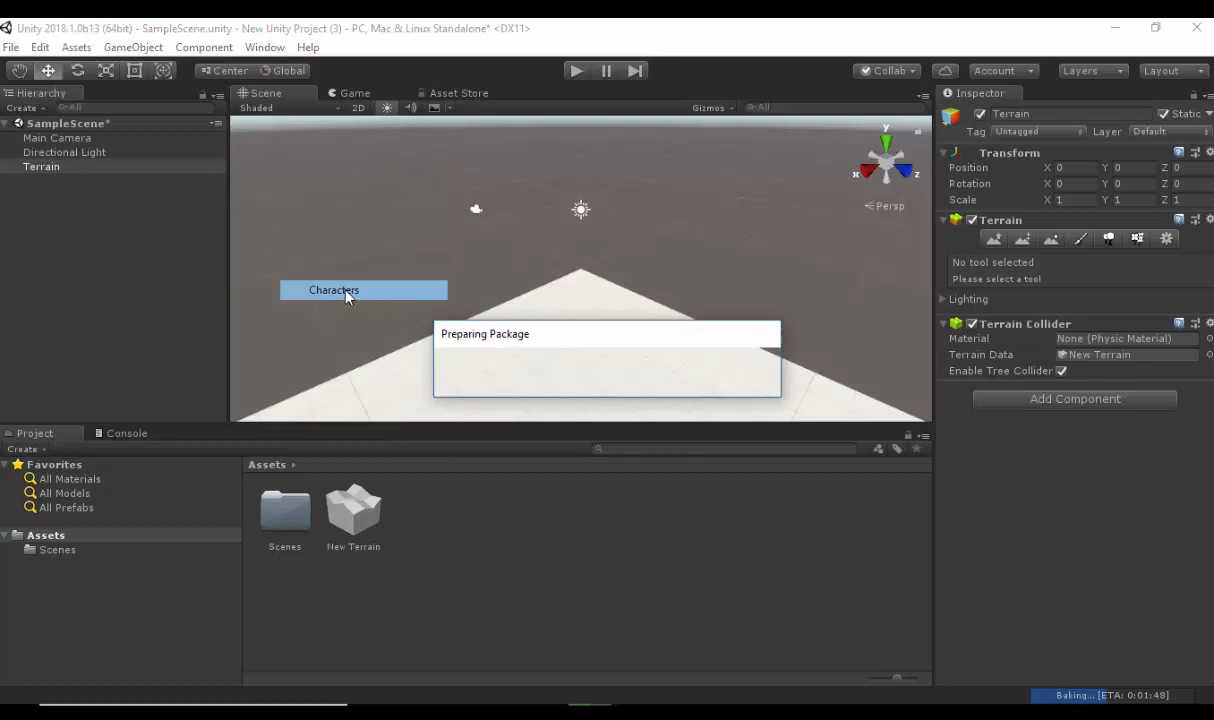 Unity 2018.1.0b13 (64bit) - SampleScene.unity - New Unity Project (3) - PC, Mac & Linux Standalone* <DX11>
File Edit Assets GameObject Component Window Help
Center Global Collab Account Layers Layout
Hierarchy Scene Game Asset Store Inspector
Create All Shaded 2D Gizmos All
SampleScene*
Main Camera
Directional Light
Terrain
y
x z
Persp
Characters
Preparing Package
Terrain Static
Tag Untagged Layer Default
Transform
Position X 0 Y 0 Z 0
Rotation X 0 Y 0 Z 0
Scale X 1 Y 1 Z 1
Terrain
No tool selected
Please select a tool
Lighting
Terrain Collider
Material None (Physic Material)
Terrain Data New Terrain
Enable Tree Collider
Add Component
Project Console
Create
Favorites
All Materials
All Models
All Prefabs
Assets
Scenes
Assets
Scenes New Terrain
Baking... [ETA: 0:01:48]